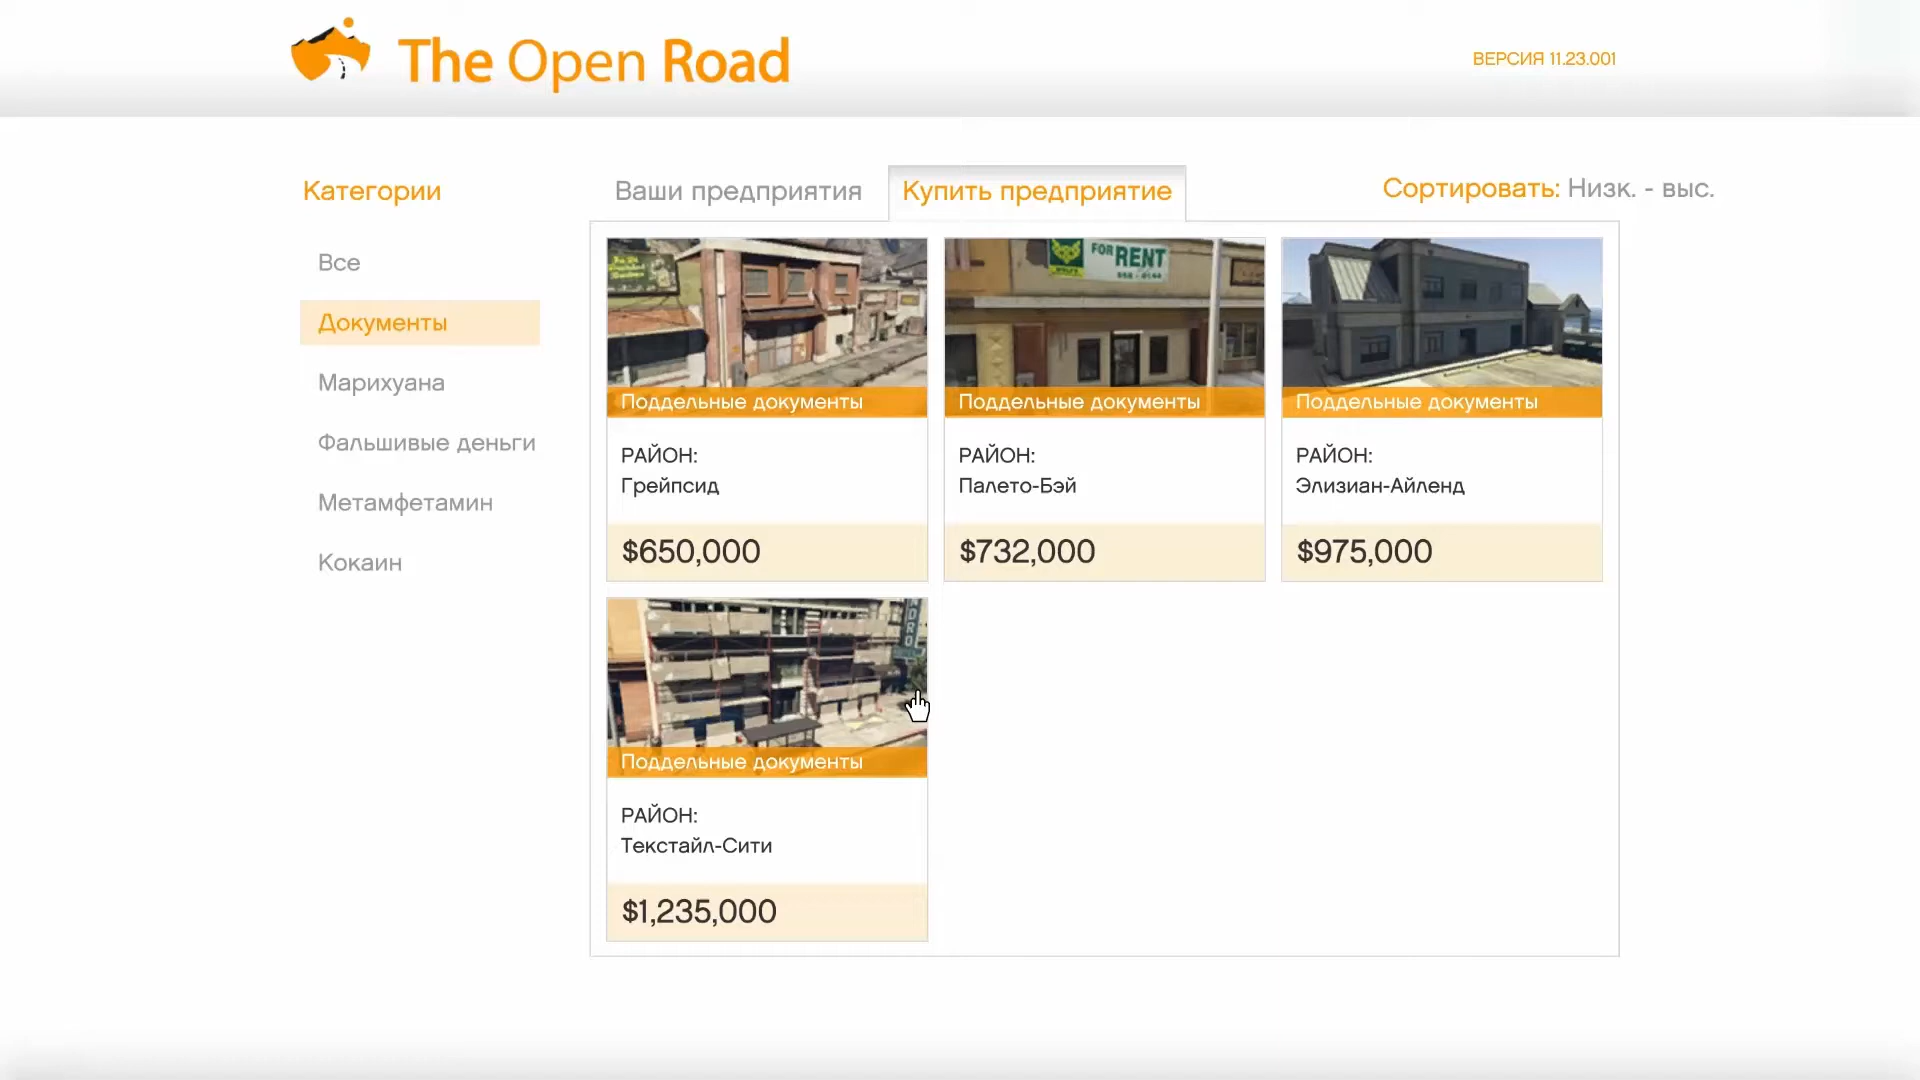 The Open Road
ВЕРСИЯ 11.23.001
Категории
Ваши предприятия
Купить предприятие
Сортировать: Низк. - выс.
Все
Документы
Марихуана
Фальшивые деньги
Метамфетамин
Кокаин
FOR RENT
Поддельные документы
РАЙОН:
Грейпсид
$650,000
Поддельные документы
РАЙОН:
Палето-Бэй
$732,000
Поддельные документы
РАЙОН:
Элизиан-Айленд
$975,000
Поддельные документы
РАЙОН:
Текстайл-Сити
$1,235,000